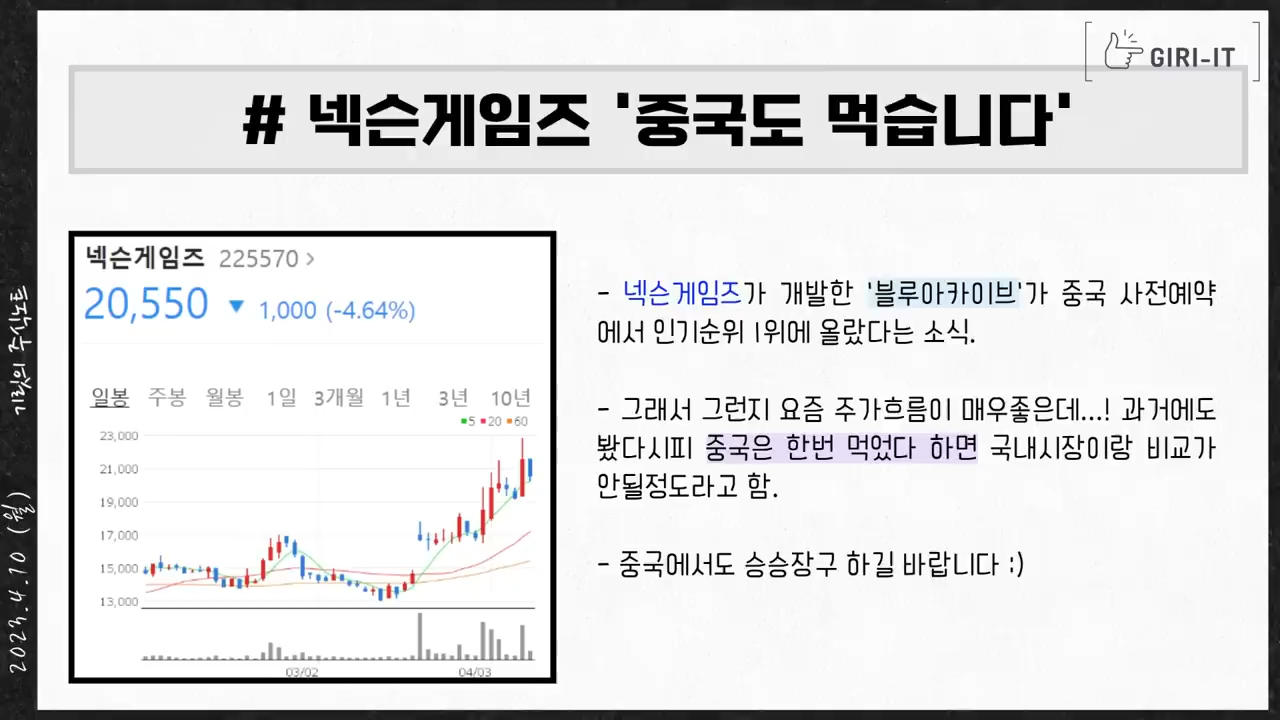 GIRI-IT
# 넥슨게임즈 '중국도 먹습니다'
넥슨게임즈 225570 >
20,550 ▼ 1,000 (-4.64%)
일봉 주봉 월봉 1일 3개월 1년 3년 10년
5 20 60
23,000
21,000
19,000
17,000
15,000
13,000
03/02 04/03
- 넥슨게임즈가 개발한 '블루아카이브'가 중국 사전예약
에서 인기순위 1위에 올랐다는 소식.
- 그래서 그런지 요즘 주가흐름이 매우좋은데...! 과거에도
봤다시피 중국은 한번 먹었다 하면 국내시장이랑 비교가
안될정도라고 함.
- 중국에서도 승승장구 하길 바랍니다 :)
2023.4.10 (월) 기릿의 주식노트